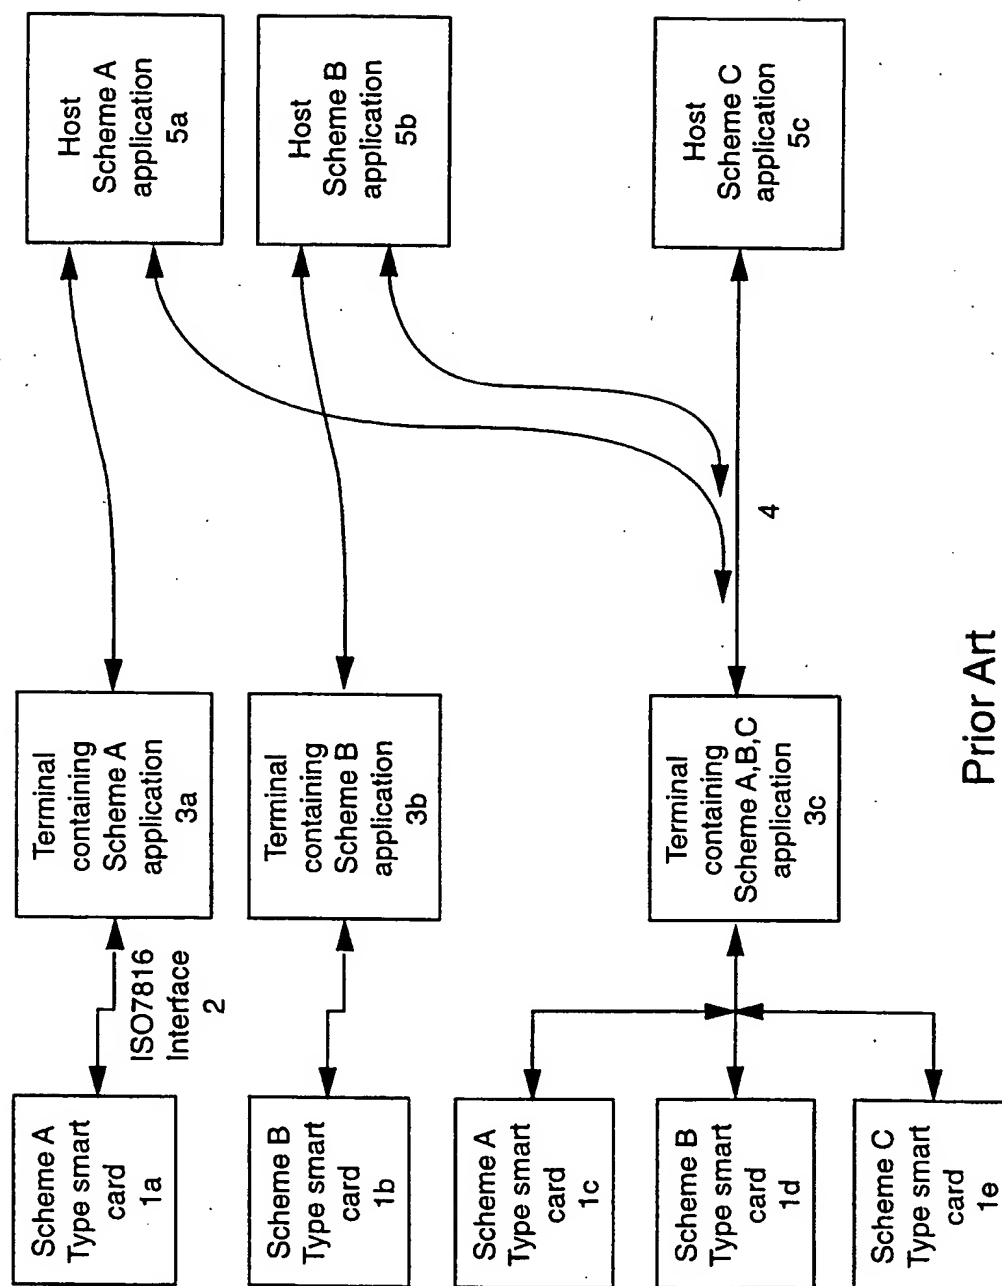 Scheme A
Type smart
card
1a
Scheme B
Type smart
card
1b
Scheme A
Type smart
card
1c
Scheme B
Type smart
card
1d
Scheme C
Type smart
card
1e
ISO7816
Interface
2
Terminal
containing
Scheme A
application
3a
Terminal
containing
Scheme B
application
3b
Terminal
containing
Scheme A,B,C
application
3c
4
Host
Scheme A
application
5a
Host
Scheme B
application
5b
Host
Scheme C
application
5c
Prior Art